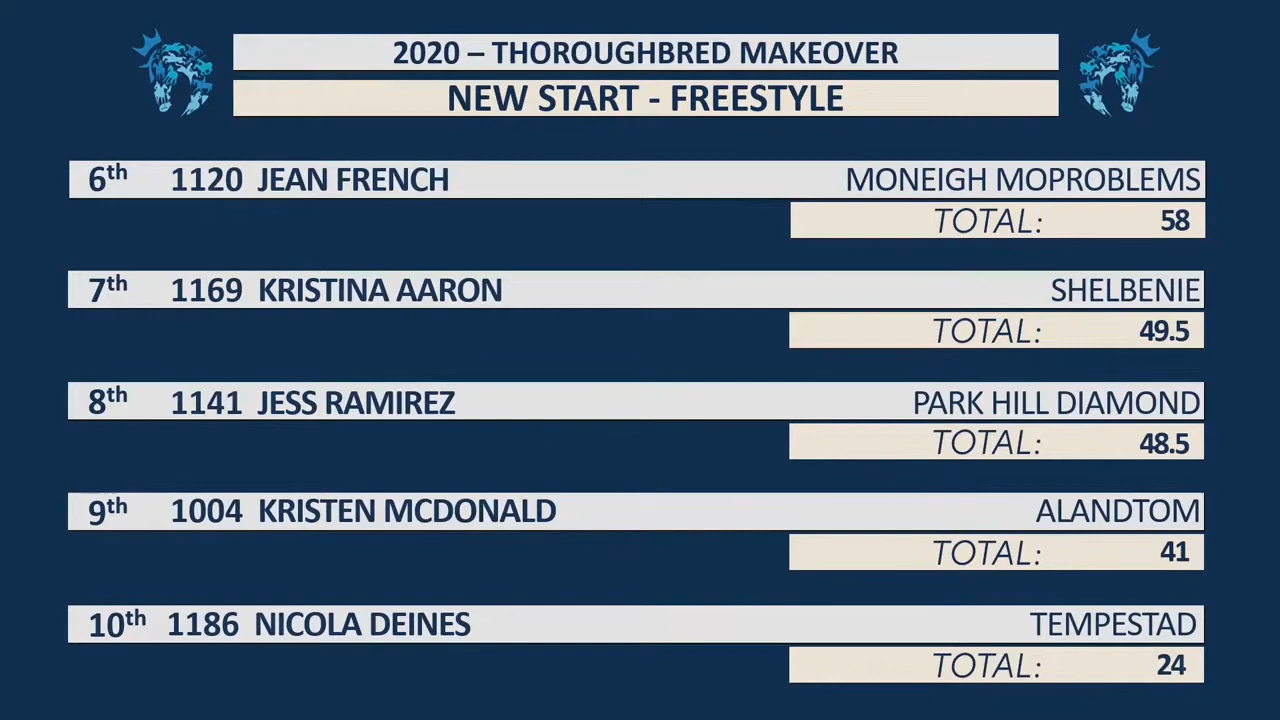 2020 – THOROUGHBRED MAKEOVER
NEW START - FREESTYLE
6th 1120 JEAN FRENCH MONEIGH MOPROBLEMS
TOTAL: 58
7th 1169 KRISTINA AARON SHELBENIE
TOTAL: 49.5
8th 1141 JESS RAMIREZ PARK HILL DIAMOND
TOTAL: 48.5
9th 1004 KRISTEN MCDONALD ALANDTOM
TOTAL: 41
10th 1186 NICOLA DEINES TEMPESTAD
TOTAL: 24